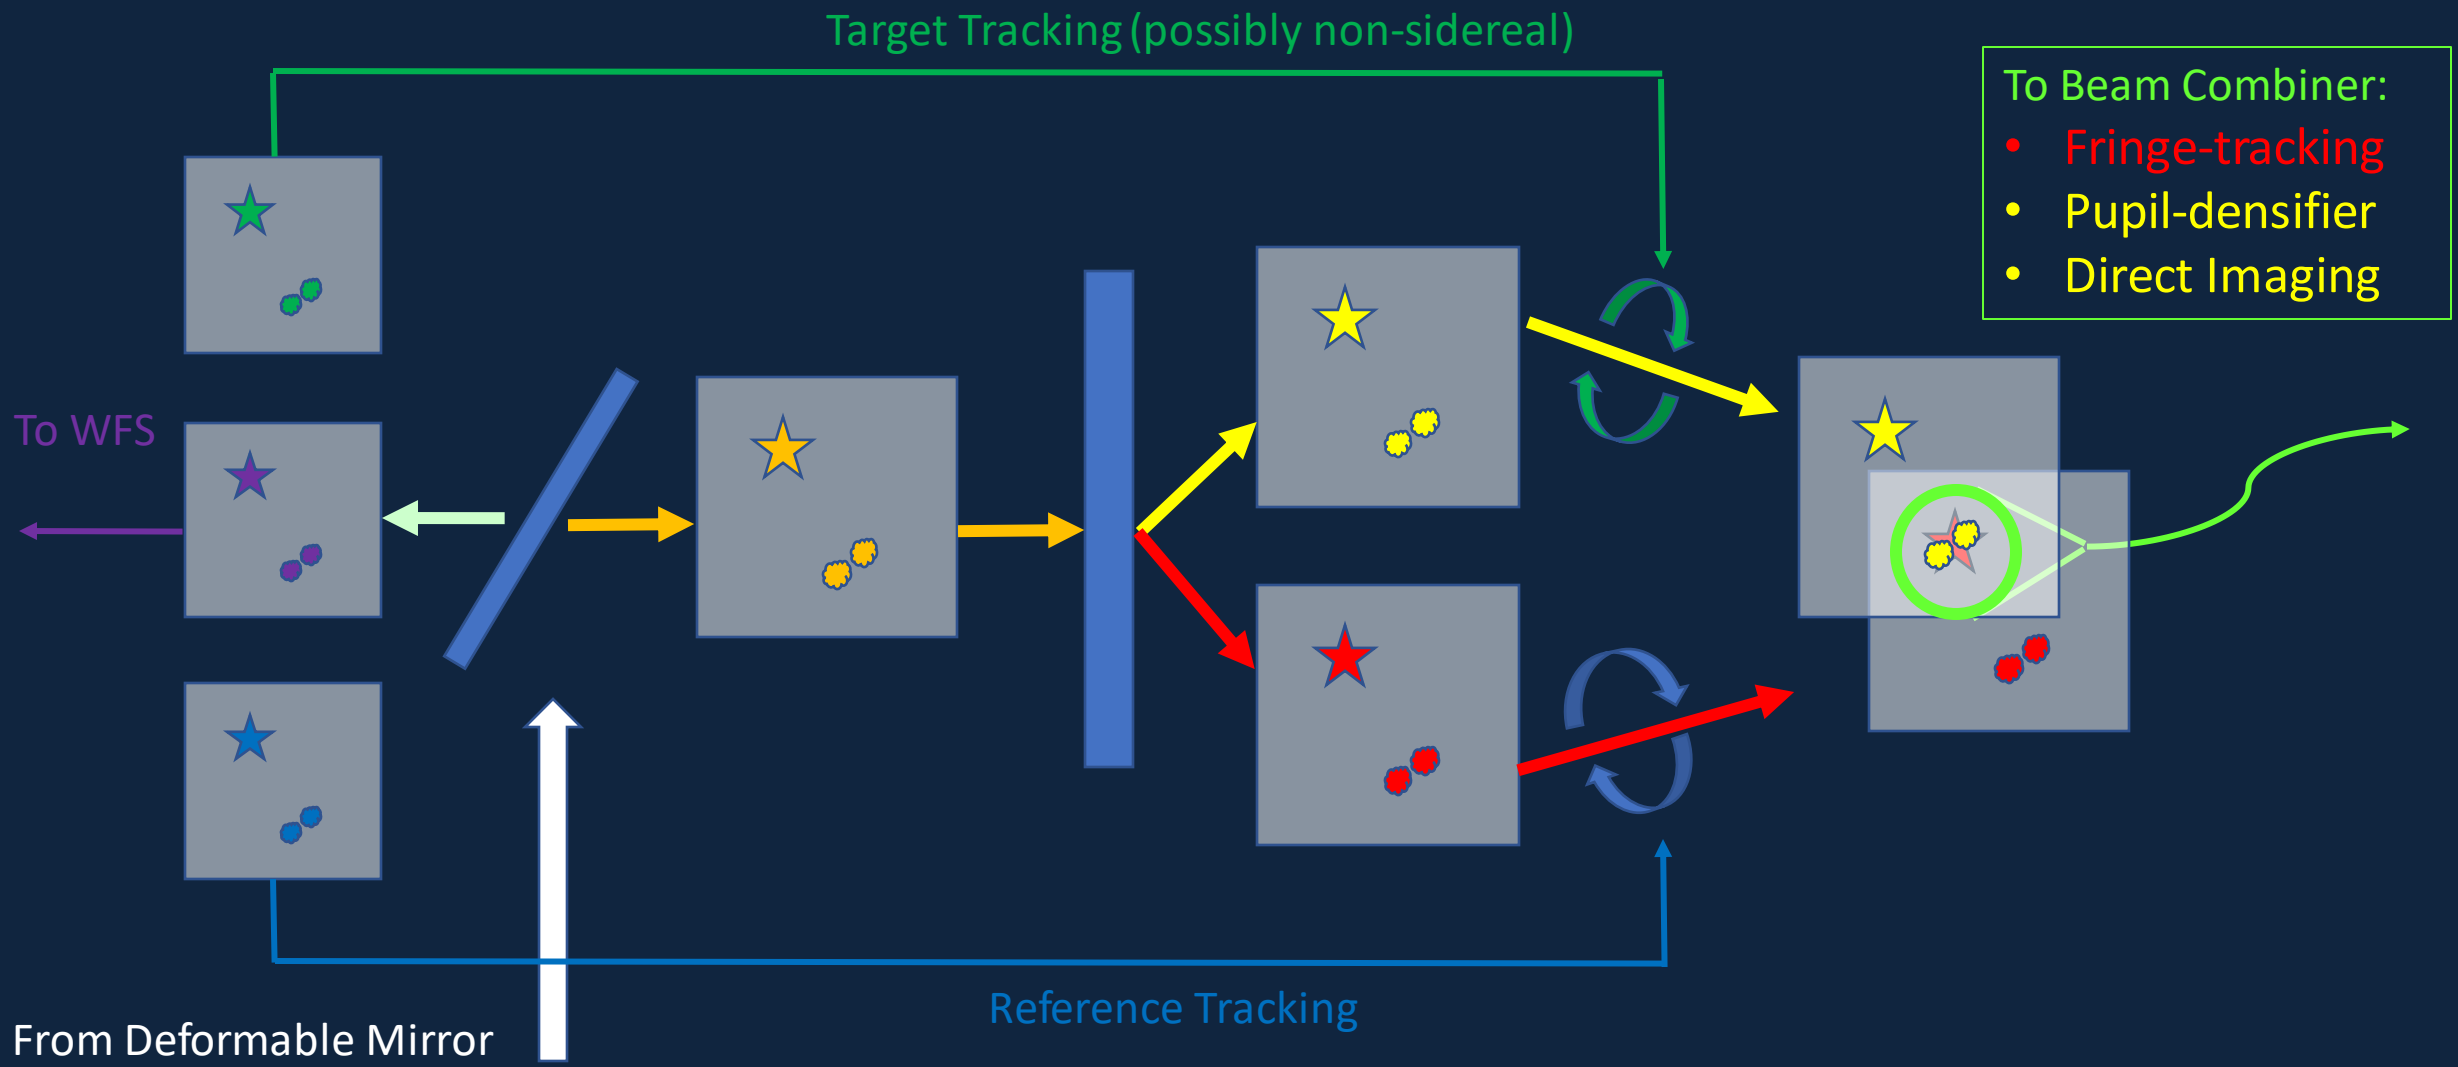 Target Tracking (possibly non-sidereal)
To Beam Combiner:
• Fringe-tracking
• Pupil-densifier
• Direct Imaging
To WFS
Reference Tracking
From Deformable Mirror